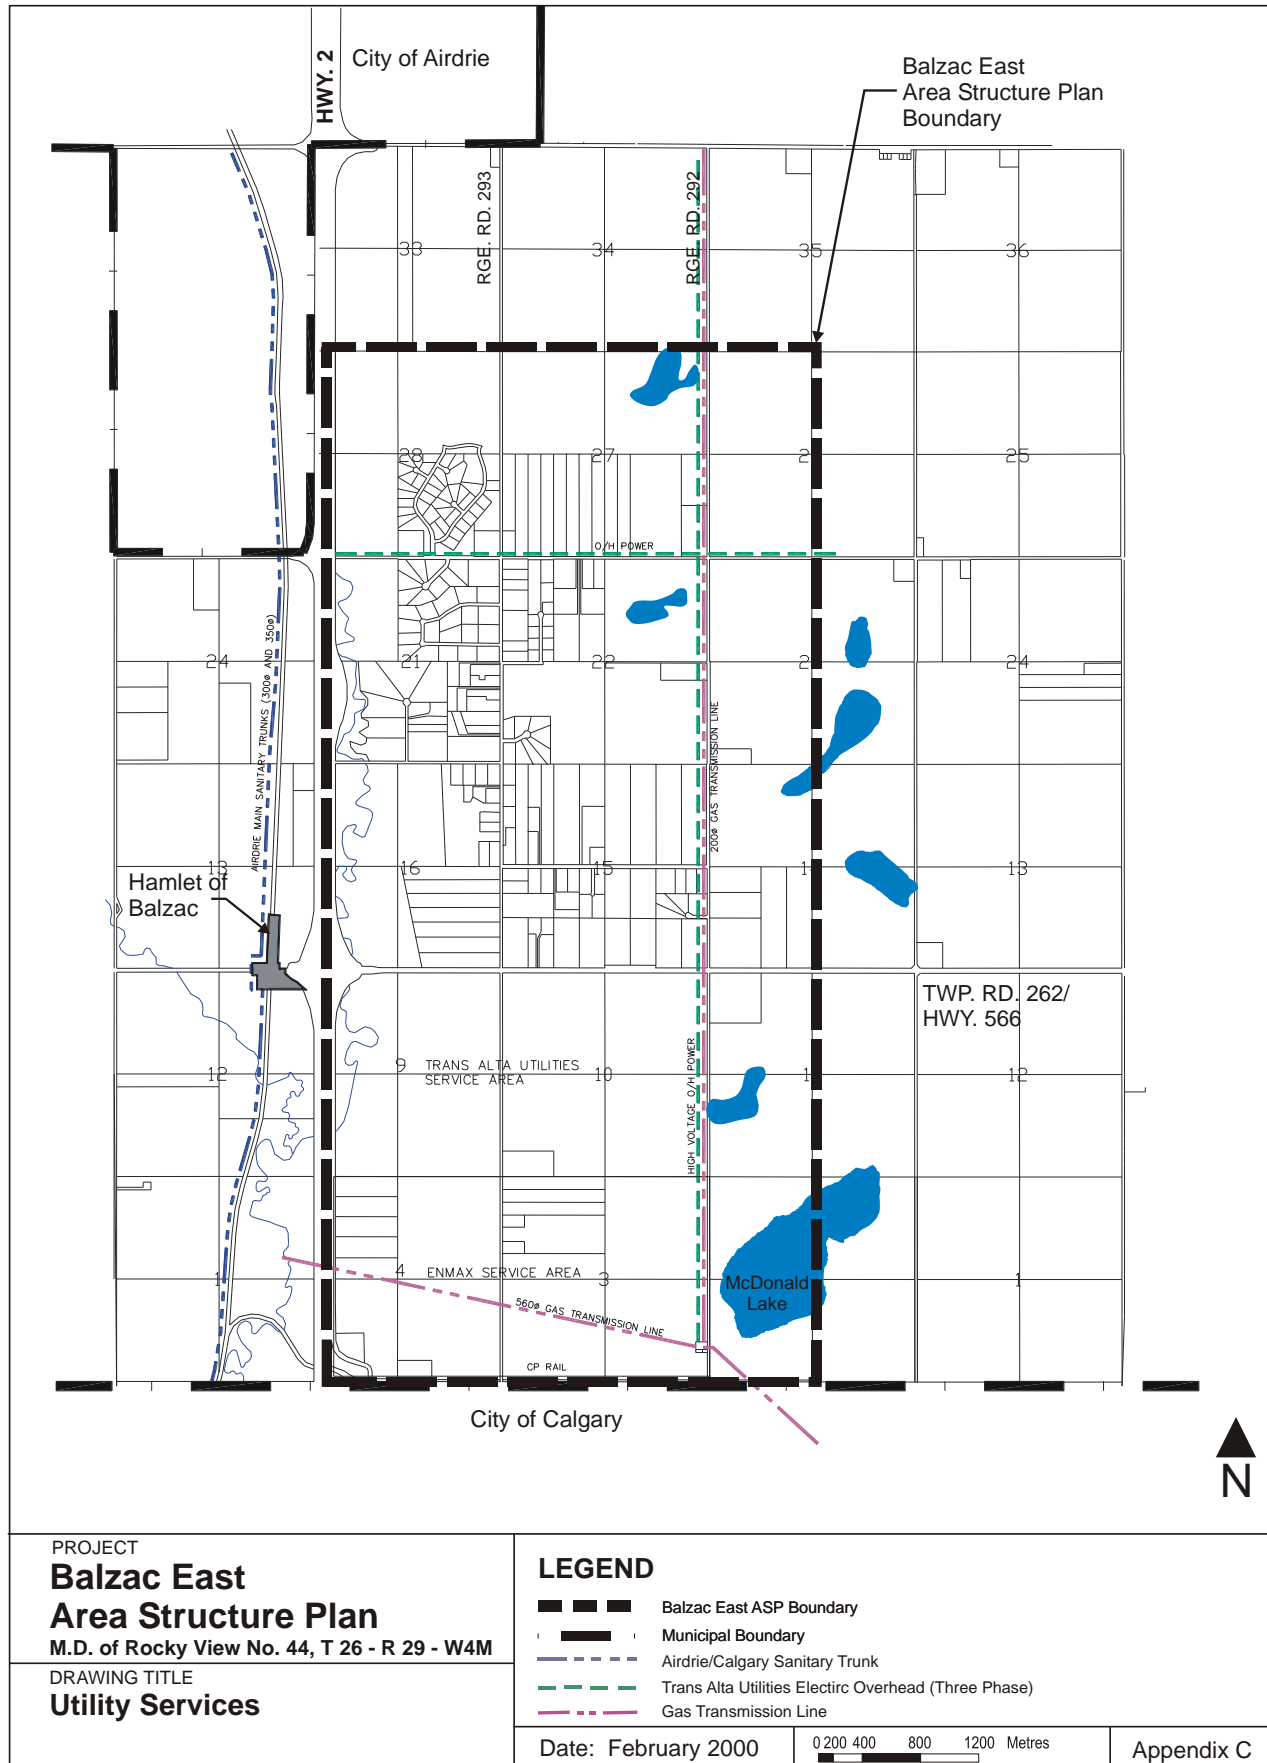 HWY. 2
City of Airdrie
Balzac East
Area Structure Plan
Boundary
RGE. RD. 293
RGE. RD. 292
33
34
35
36
28
27
2
25
O/H POWER
24
21
22
2
24
AIRDRIE MAIN SANITARY TRUNKS (300ø AND 350ø)
200ø GAS TRANSMISSION LINE
13
16
15
1
13
Hamlet of
Balzac
TWP. RD. 262/
HWY. 566
12
9
TRANS ALTA UTILITIES
SERVICE AREA
10
1
12
HIGH VOLTAGE O/H POWER
1
4
ENMAX SERVICE AREA
3
McDonald
Lake
1
560ø GAS TRANSMISSION LINE
CP RAIL
City of Calgary
N
PROJECT
Balzac East
Area Structure Plan
M.D. of Rocky View No. 44, T 26 - R 29 - W4M
DRAWING TITLE
Utility Services
LEGEND
Balzac East ASP Boundary
Municipal Boundary
Airdrie/Calgary Sanitary Trunk
Trans Alta Utilities Electirc Overhead (Three Phase)
Gas Transmission Line
Date: February 2000
0 200 400 800 1200 Metres
Appendix C